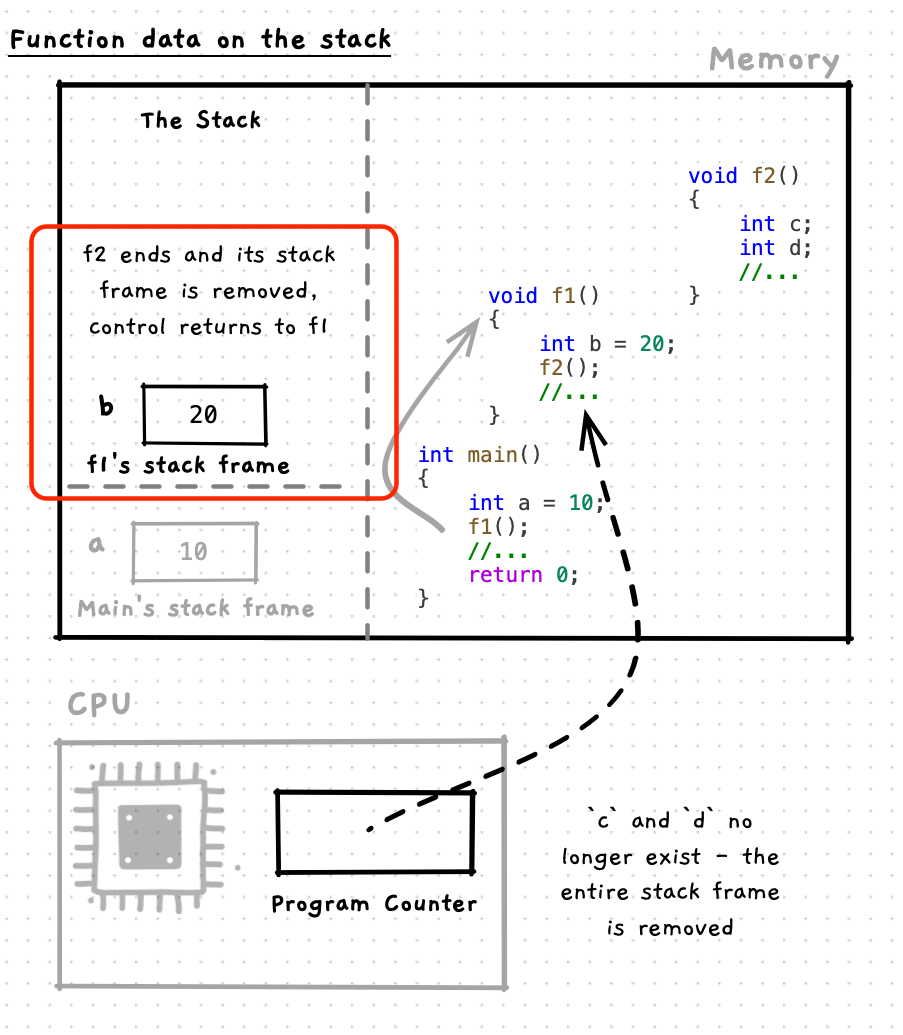 Function data on the stack
Memory
The Stack
f2 ends and its stack
frame is removed,
control returns to f1
b
20
f1's stack frame
a
10
Main's stack frame
void f2()
{
int c;
int d;
//...
}
void f1()
{
int b = 20;
f2();
//...
}
int main()
{
int a = 10;
f1();
//...
return 0;
}
CPU
Program Counter
`c` and `d` no
longer exist - the
entire stack frame
is removed